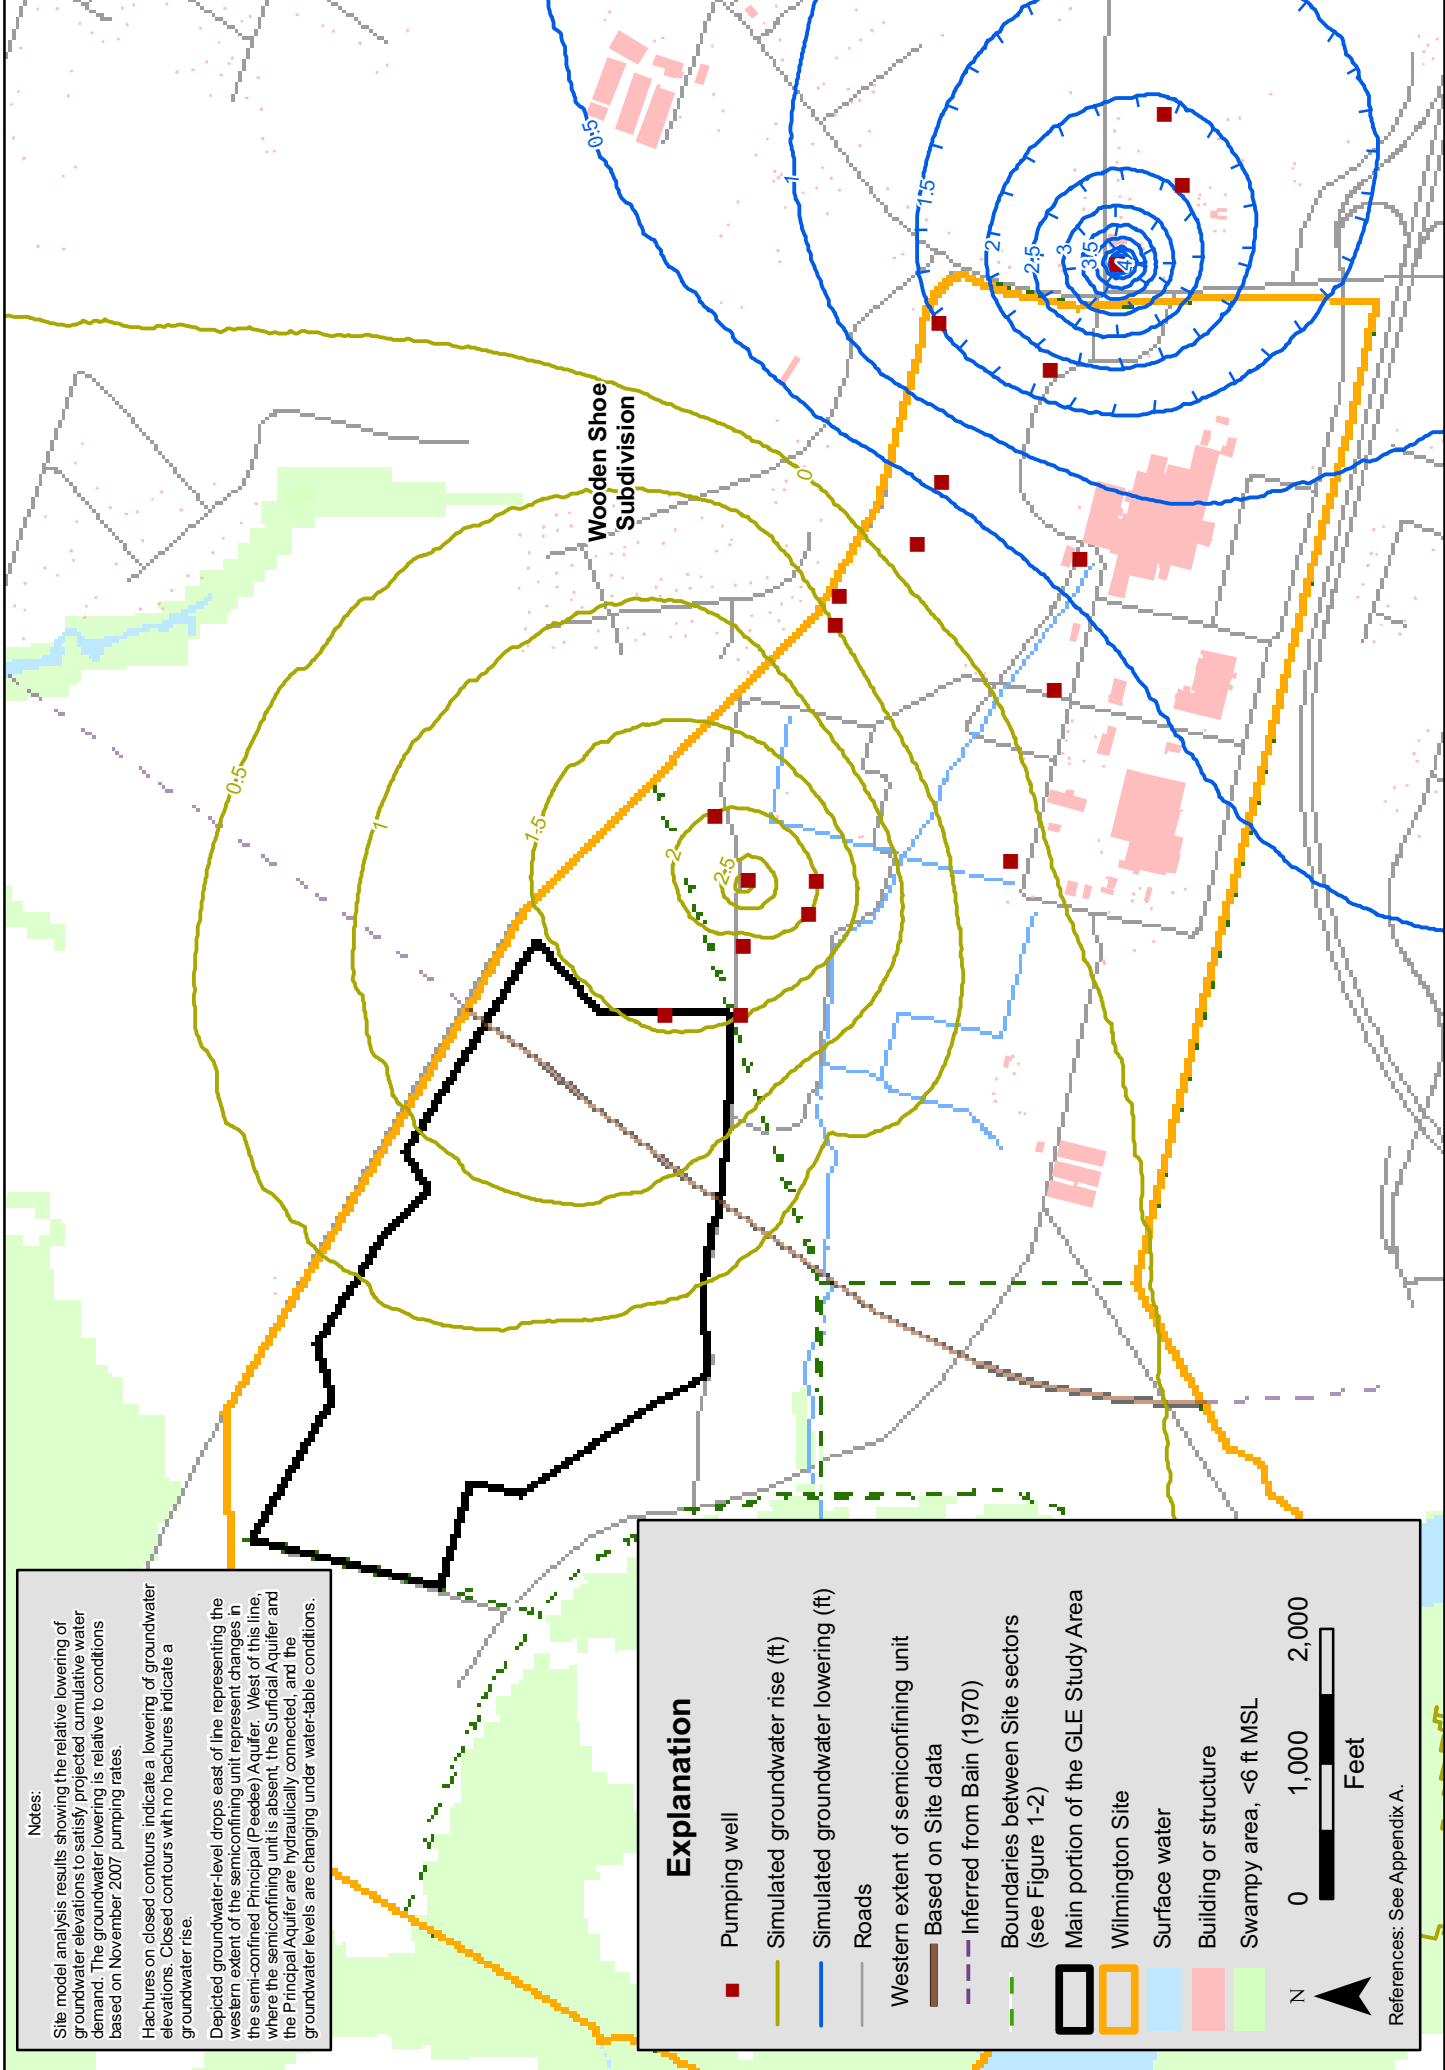 Notes:
Site model analysis results showing the relative lowering of
groundwater elevations to satisfy projected cumulative water
demand. The groundwater lowering is relative to conditions
based on November 2007 pumping rates.
Hachures on closed contours indicate a lowering of groundwater
elevations. Closed contours with no hachures indicate a
groundwater rise.
Depicted groundwater-level drops east of line representing the
western extent of the semiconfining unit represent changes in
the semi-confined Principal (Peedee) Aquifer. West of this line,
where the semiconfining unit is absent, the Surficial Aquifer and
the Principal Aquifer are hydraulically connected, and the
groundwater levels are changing under water-table conditions.
Explanation
Pumping well
Simulated groundwater rise (ft)
Simulated groundwater lowering (ft)
Roads
Western extent of semiconfining unit
Based on Site data
Inferred from Bain (1970)
Boundaries between Site sectors
(see Figure 1-2)
Main portion of the GLE Study Area
Wilmington Site
Surface water
Building or structure
Swampy area, <6 ft MSL
N
0 1,000 2,000
Feet
References: See Appendix A.
Wooden Shoe
Subdivision
0.5
1
1.5
2
2.5
0
0.5
1
1.5
2
2.5
3
3.5
4